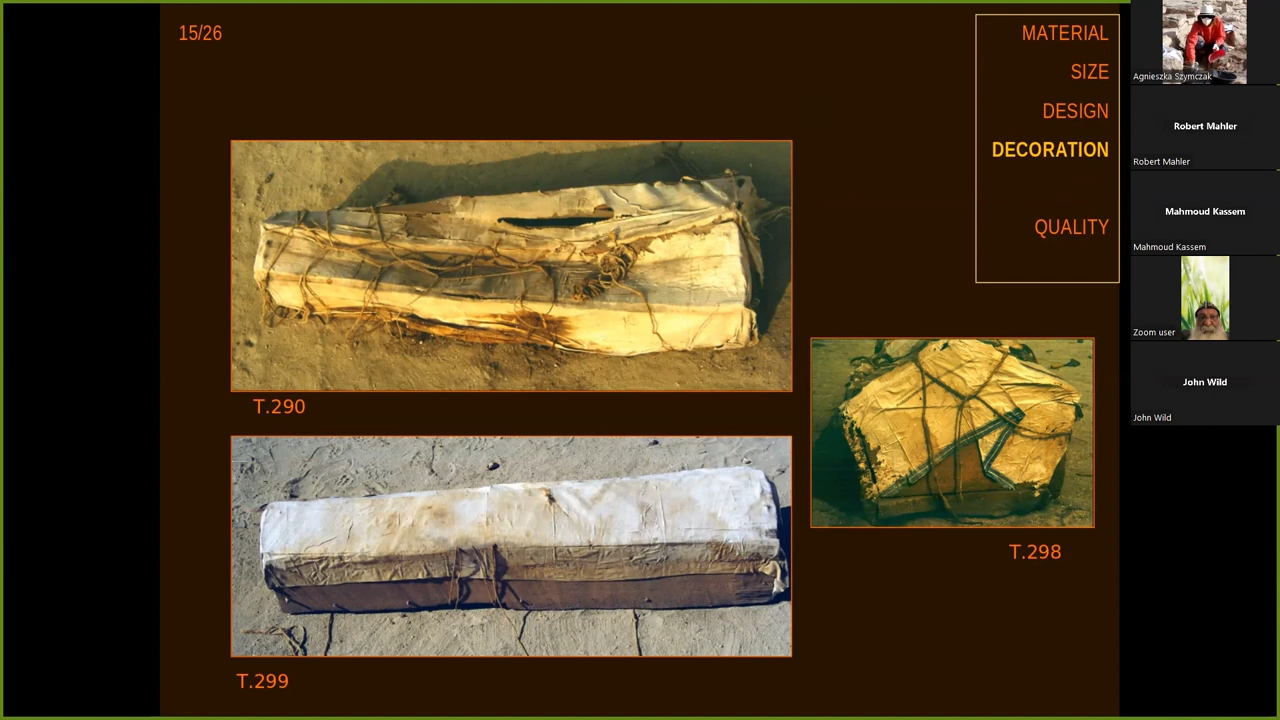 15/26
MATERIAL
SIZE
DESIGN
DECORATION
QUALITY
T.290
T.298
T.299
Agnieszka Szymczak
Robert Mahler
Robert Mahler
Mahmoud Kassem
Mahmoud Kassem
Zoom user
John Wild
John Wild